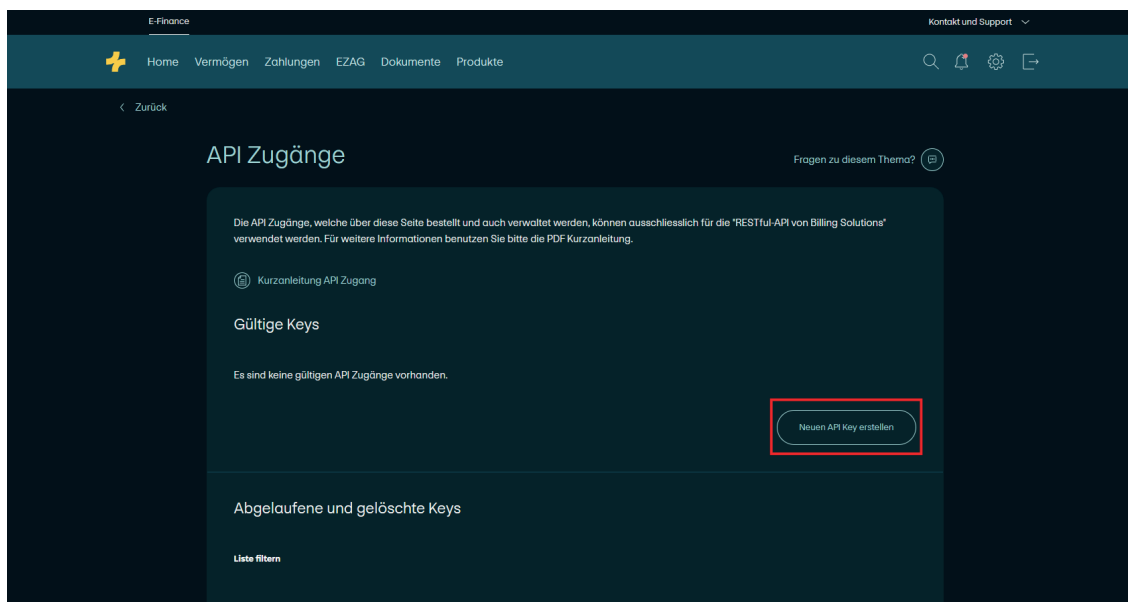 E-Finance
Kontakt und Support
Home Vermögen Zahlungen EZAG Dokumente Produkte
Zurück
API Zugänge
Fragen zu diesem Thema?
Die API Zugänge, welche über diese Seite bestellt und auch verwaltet werden, können ausschliesslich für die "RESTful-API von Billing Solutions"
verwendet werden. Für weitere Informationen benutzen Sie bitte die PDF Kurzanleitung.
Kurzanleitung API Zugang
Gültige Keys
Es sind keine gültigen API Zugänge vorhanden.
Neuen API Key erstellen
Abgelaufene und gelöschte Keys
Liste filtern